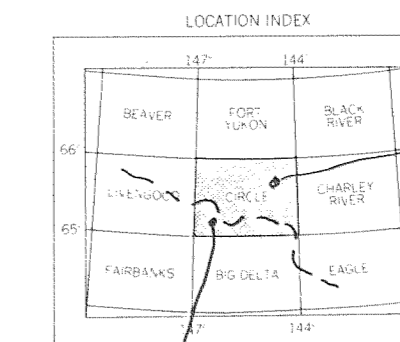 LOCATION INDEX
147° 144°
BEAVER FORT YUKON BLACK RIVER
66°
LIVENGOOD CIRCLE CHARLEY RIVER
65°
FAIRBANKS BIG DELTA EAGLE
147° 144°